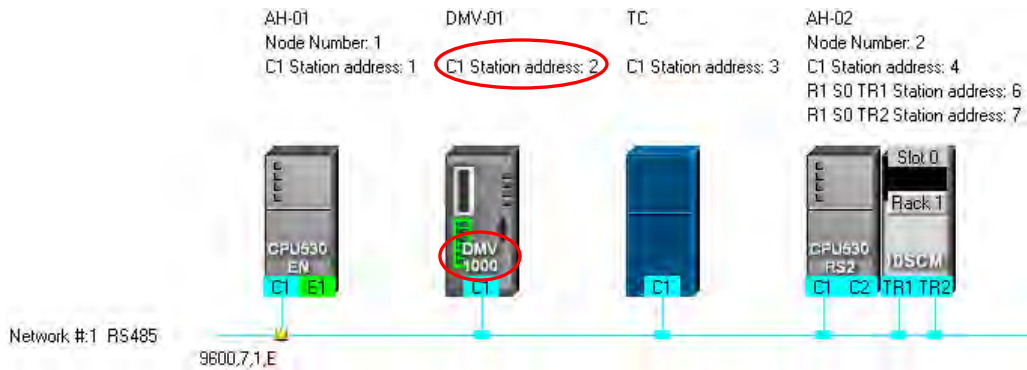 AH-01
Node Number: 1
C1 Station address: 1
DMV-01
C1 Station address: 2
TC
C1 Station address: 3
AH-02
Node Number: 2
C1 Station address: 4
R1 S0 TR1 Station address: 6
R1 S0 TR2 Station address: 7
CPU530
EN
C1 E1
DMV
1000
C1
C1
CPU530
RS2
C1 C2
Slot 0
Rack 1
10SCM
TR1 TR2
Network #:1 RS485
9600,7,1,E